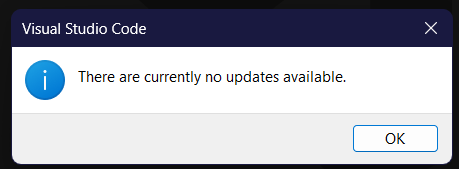 Visual Studio Code
There are currently no updates available.
OK